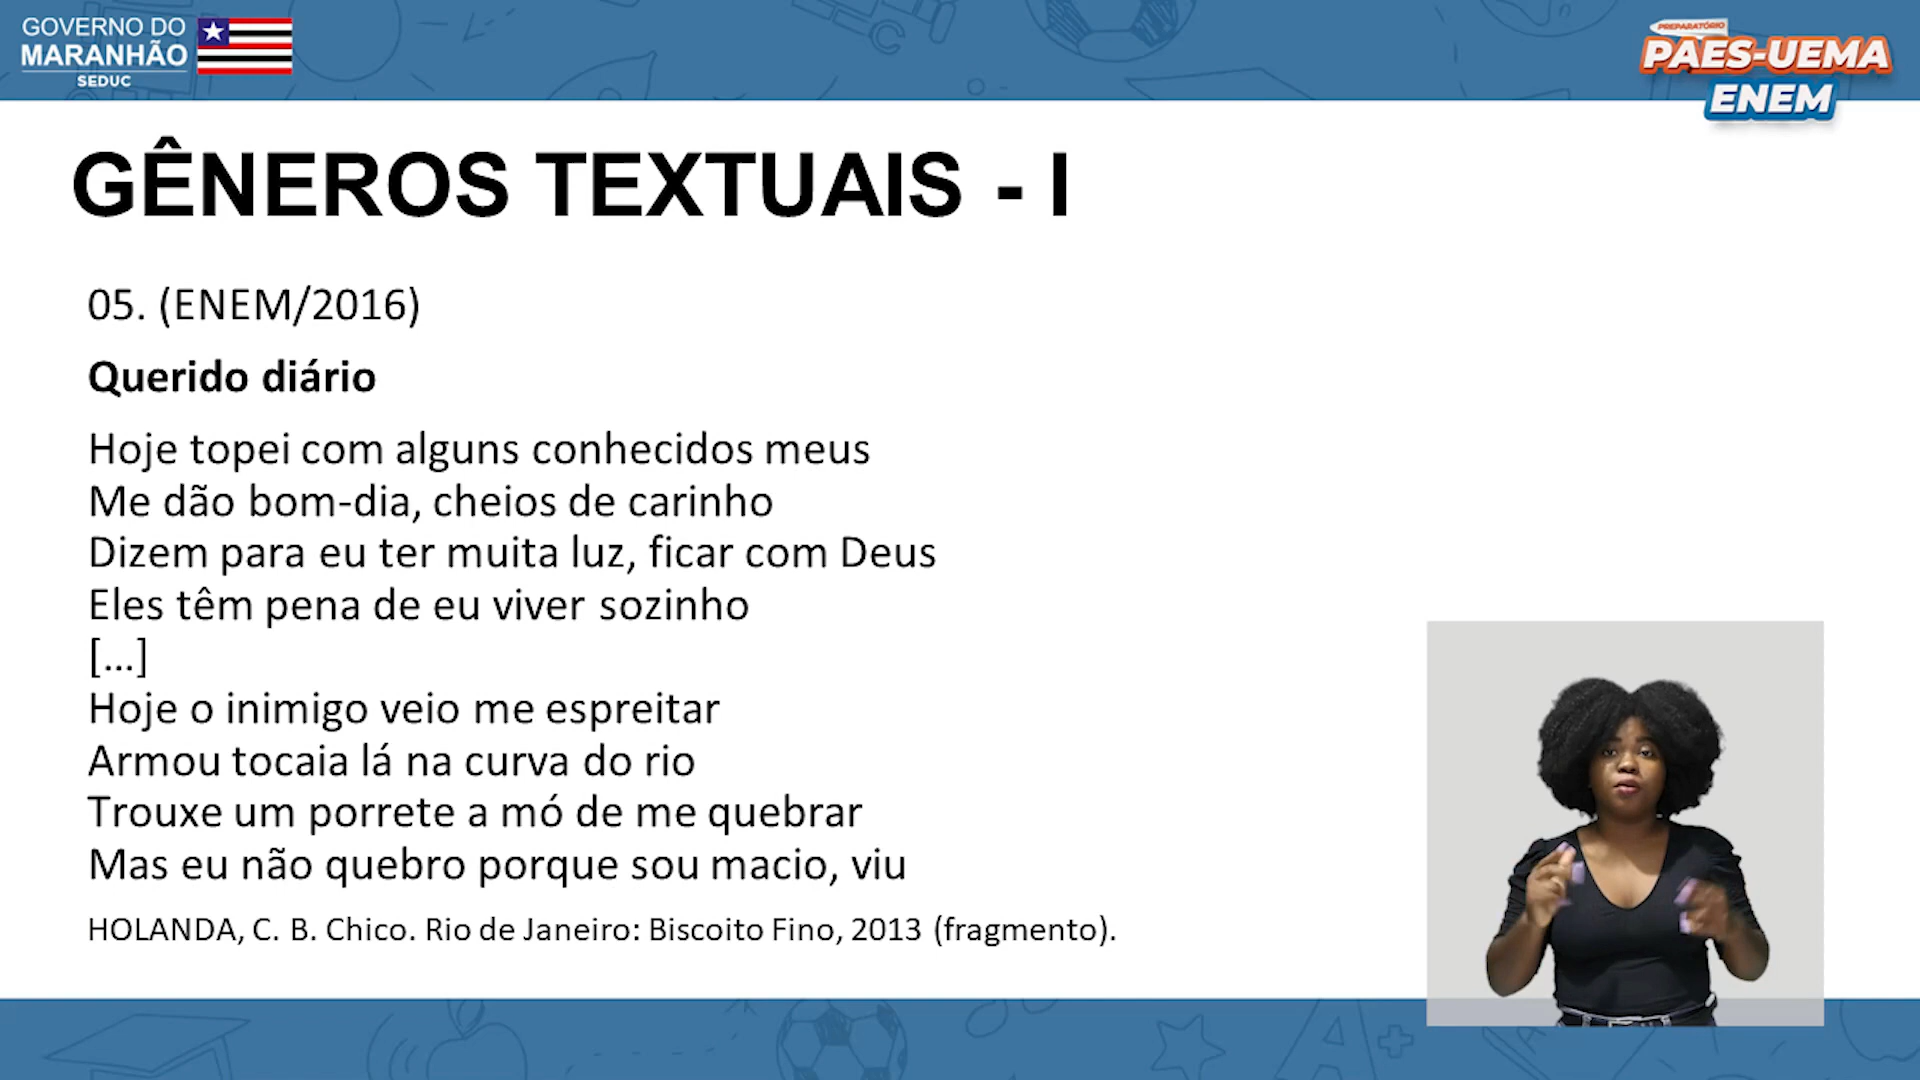 GOVERNO DO
MARANHÃO
SEDUC
PREPARATÓRIO
PAES-UEMA
ENEM
GÊNEROS TEXTUAIS - I
05. (ENEM/2016)
Querido diário
Hoje topei com alguns conhecidos meus
Me dão bom-dia, cheios de carinho
Dizem para eu ter muita luz, ficar com Deus
Eles têm pena de eu viver sozinho
[...]
Hoje o inimigo veio me espreitar
Armou tocaia lá na curva do rio
Trouxe um porrete a mó de me quebrar
Mas eu não quebro porque sou macio, viu
HOLANDA, C. B. Chico. Rio de Janeiro: Biscoito Fino, 2013 (fragmento).
A+